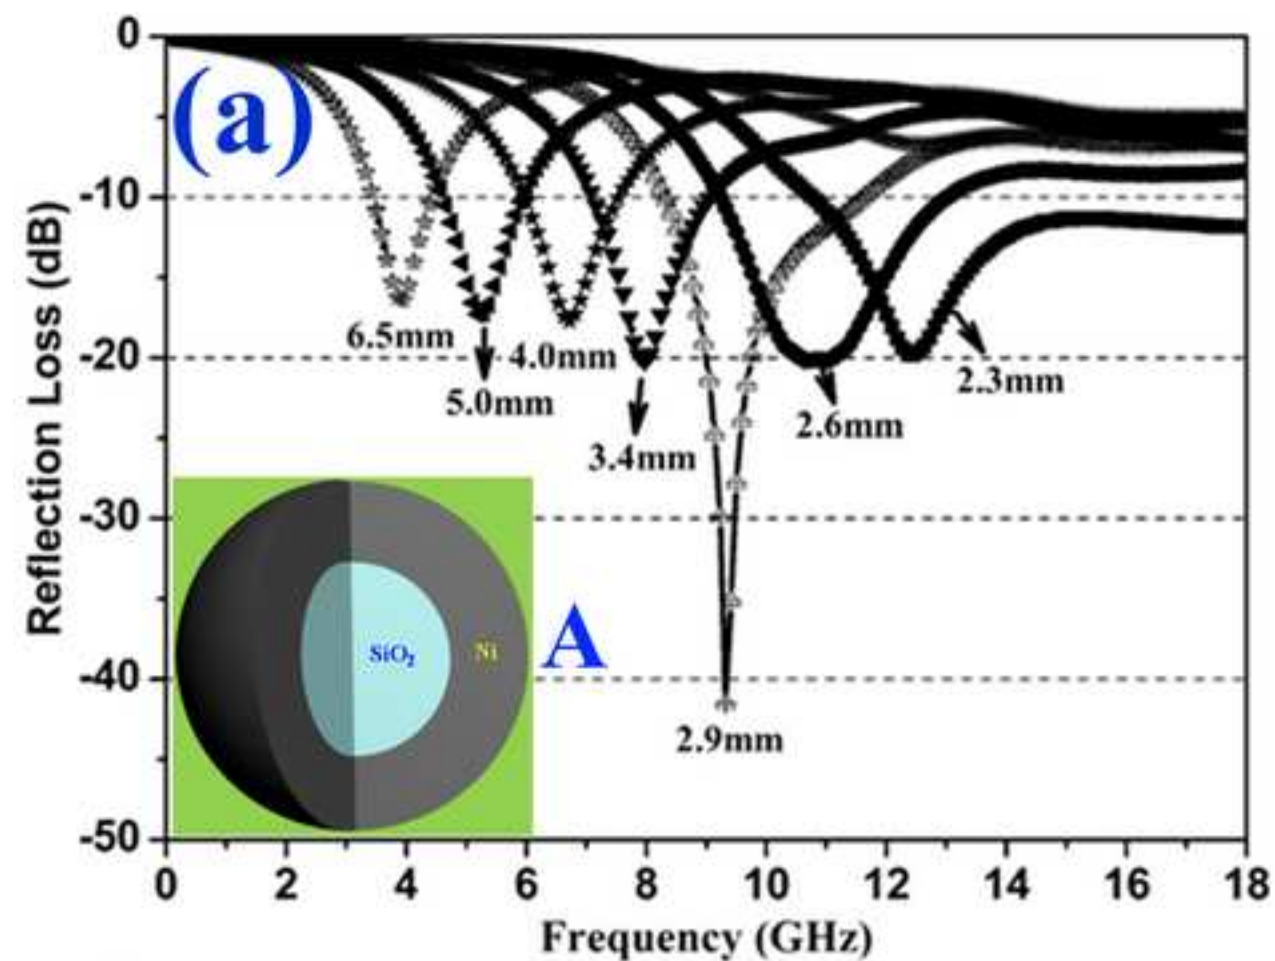 (a)
Reflection Loss (dB)
0
-10
-20
-30
-40
-50
6.5mm
5.0mm
4.0mm
3.4mm
2.9mm
2.6mm
2.3mm
SiO₂
Ni
A
0 2 4 6 8 10 12 14 16 18
Frequency (GHz)